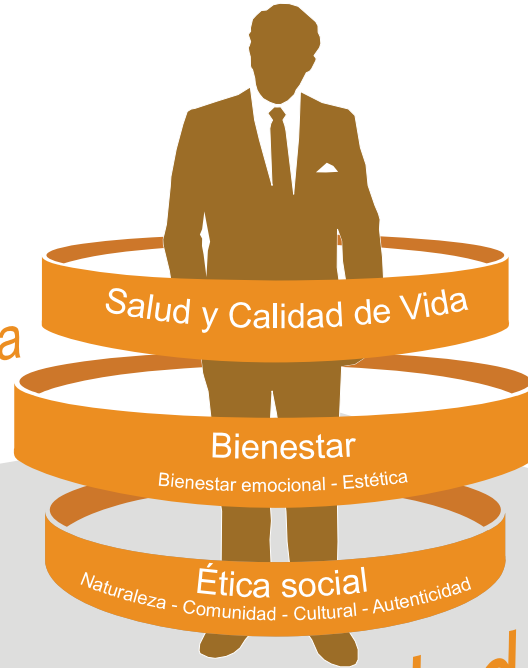 Salud y Calidad de Vida
Bienestar
Bienestar emocional - Estética
Ética social
Naturaleza - Comunidad - Cultural - Autenticidad